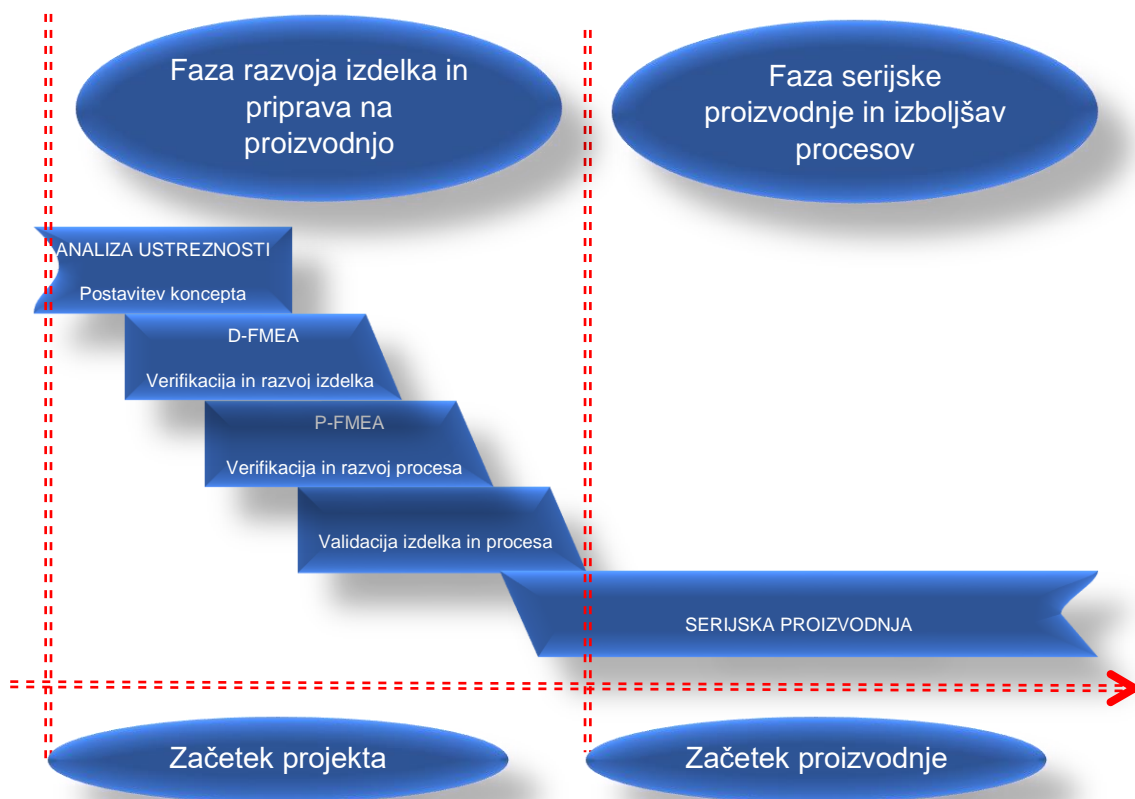 Faza razvoja izdelka in
priprava na
proizvodnjo
Faza serijske
proizvodnje in izboljšav
procesov
ANALIZA USTREZNOSTI
Postavitev koncepta
D-FMEA
Verifikacija in razvoj izdelka
P-FMEA
Verifikacija in razvoj procesa
Validacija izdelka in procesa
SERIJSKA PROIZVODNJA
Začetek projekta
Začetek proizvodnje